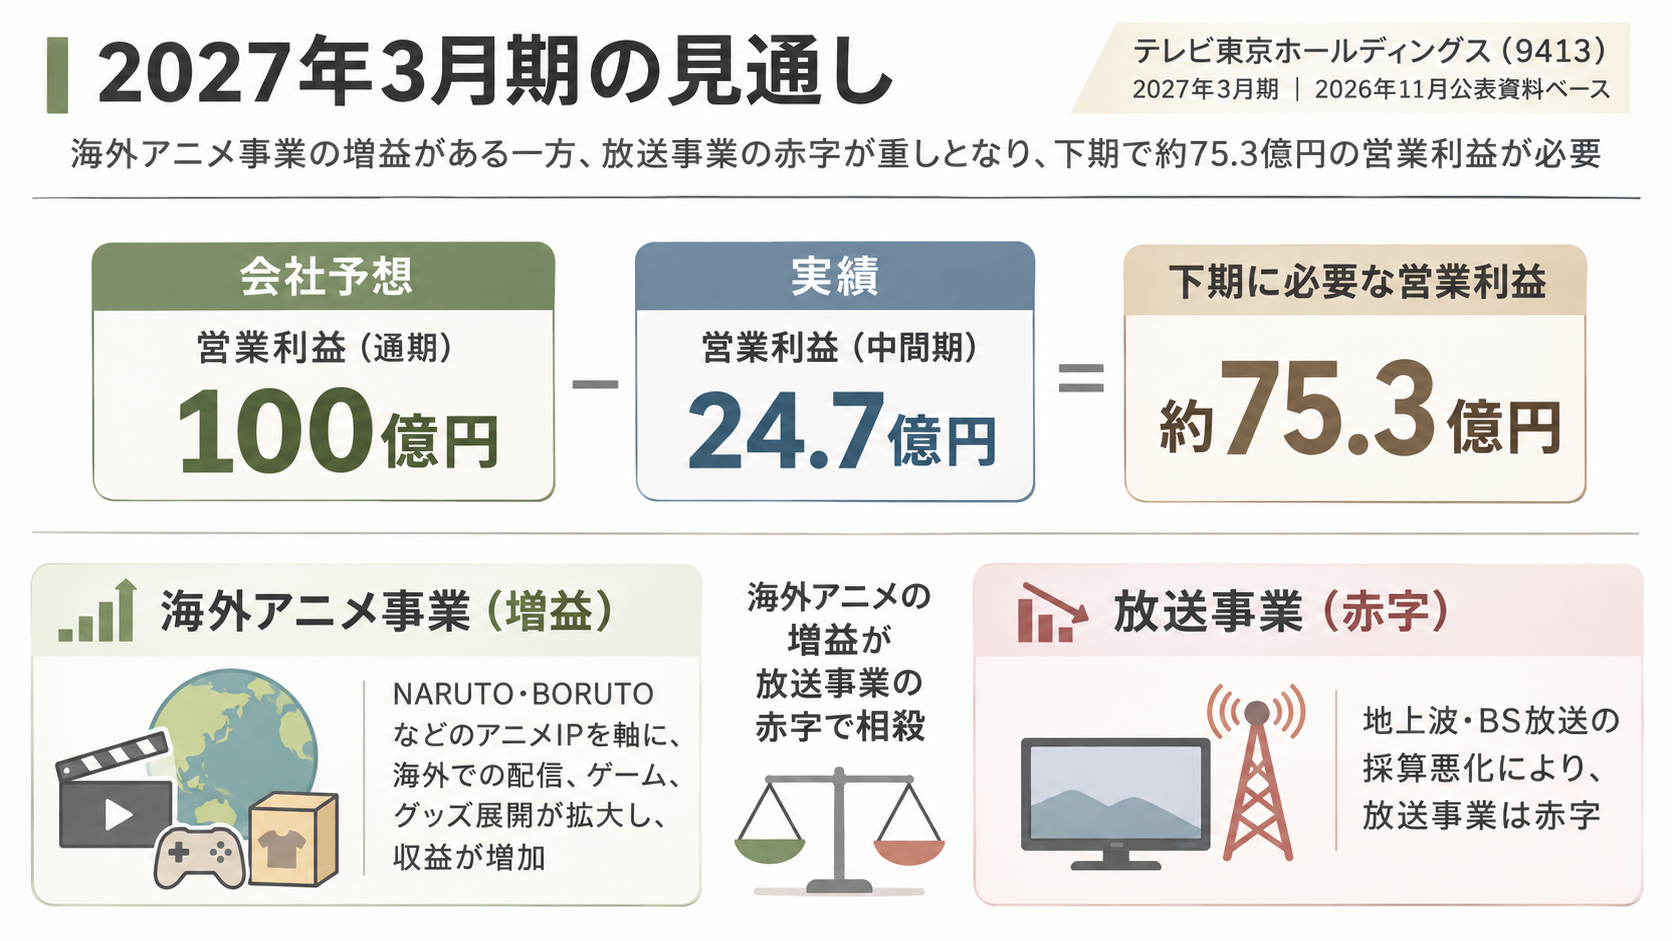 2027年3月期の見通し
テレビ東京ホールディングス（9413）
2027年3月期 ｜ 2026年11月公表資料ベース
海外アニメ事業の増益がある一方、放送事業の赤字が重しとなり、下期で約75.3億円の営業利益が必要
会社予想
営業利益（通期）
100億円
－
実績
営業利益（中間期）
24.7億円
＝
下期に必要な営業利益
約75.3億円
海外アニメ事業（増益）
NARUTO・BORUTO
などのアニメIPを軸に、
海外での配信、ゲーム、
グッズ展開が拡大し、
収益が増加
海外アニメの
増益が
放送事業の
赤字で相殺
放送事業（赤字）
地上波・BS放送の
採算悪化により、
放送事業は赤字